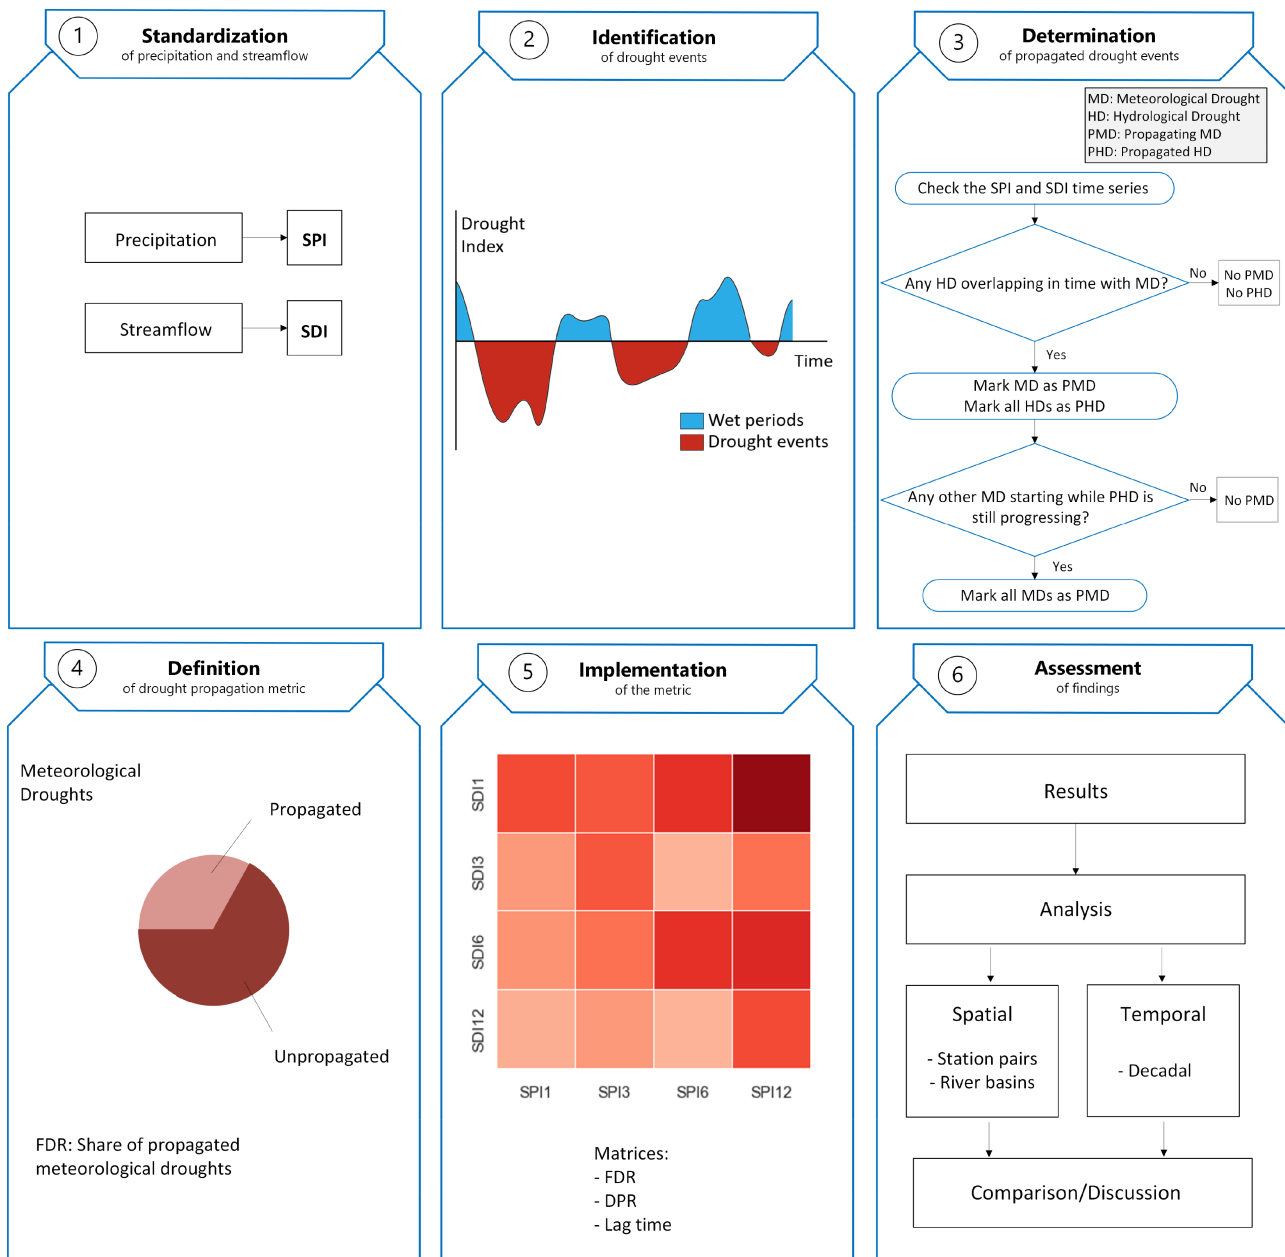 1
Standardization
of precipitation and streamflow
Precipitation
SPI
Streamflow
SDI
2
Identification
of drought events
Drought
Index
Time
Wet periods
Drought events
3
Determination
of propagated drought events
MD: Meteorological Drought
HD: Hydrological Drought
PMD: Propagating MD
PHD: Propagated HD
Check the SPI and SDI time series
Any HD overlapping in time with MD?
No
No PMD
No PHD
Yes
Mark MD as PMD
Mark all HDs as PHD
Any other MD starting while PHD is
still progressing?
No
No PMD
Yes
Mark all MDs as PMD
4
Definition
of drought propagation metric
Meteorological
Droughts
Propagated
Unpropagated
FDR: Share of propagated
meteorological droughts
5
Implementation
of the metric
SDI1
SDI3
SDI6
SDI12
SPI1
SPI3
SPI6
SPI12
Matrices:
- FDR
- DPR
- Lag time
6
Assessment
of findings
Results
Analysis
Spatial
- Station pairs
- River basins
Temporal
- Decadal
Comparison/Discussion